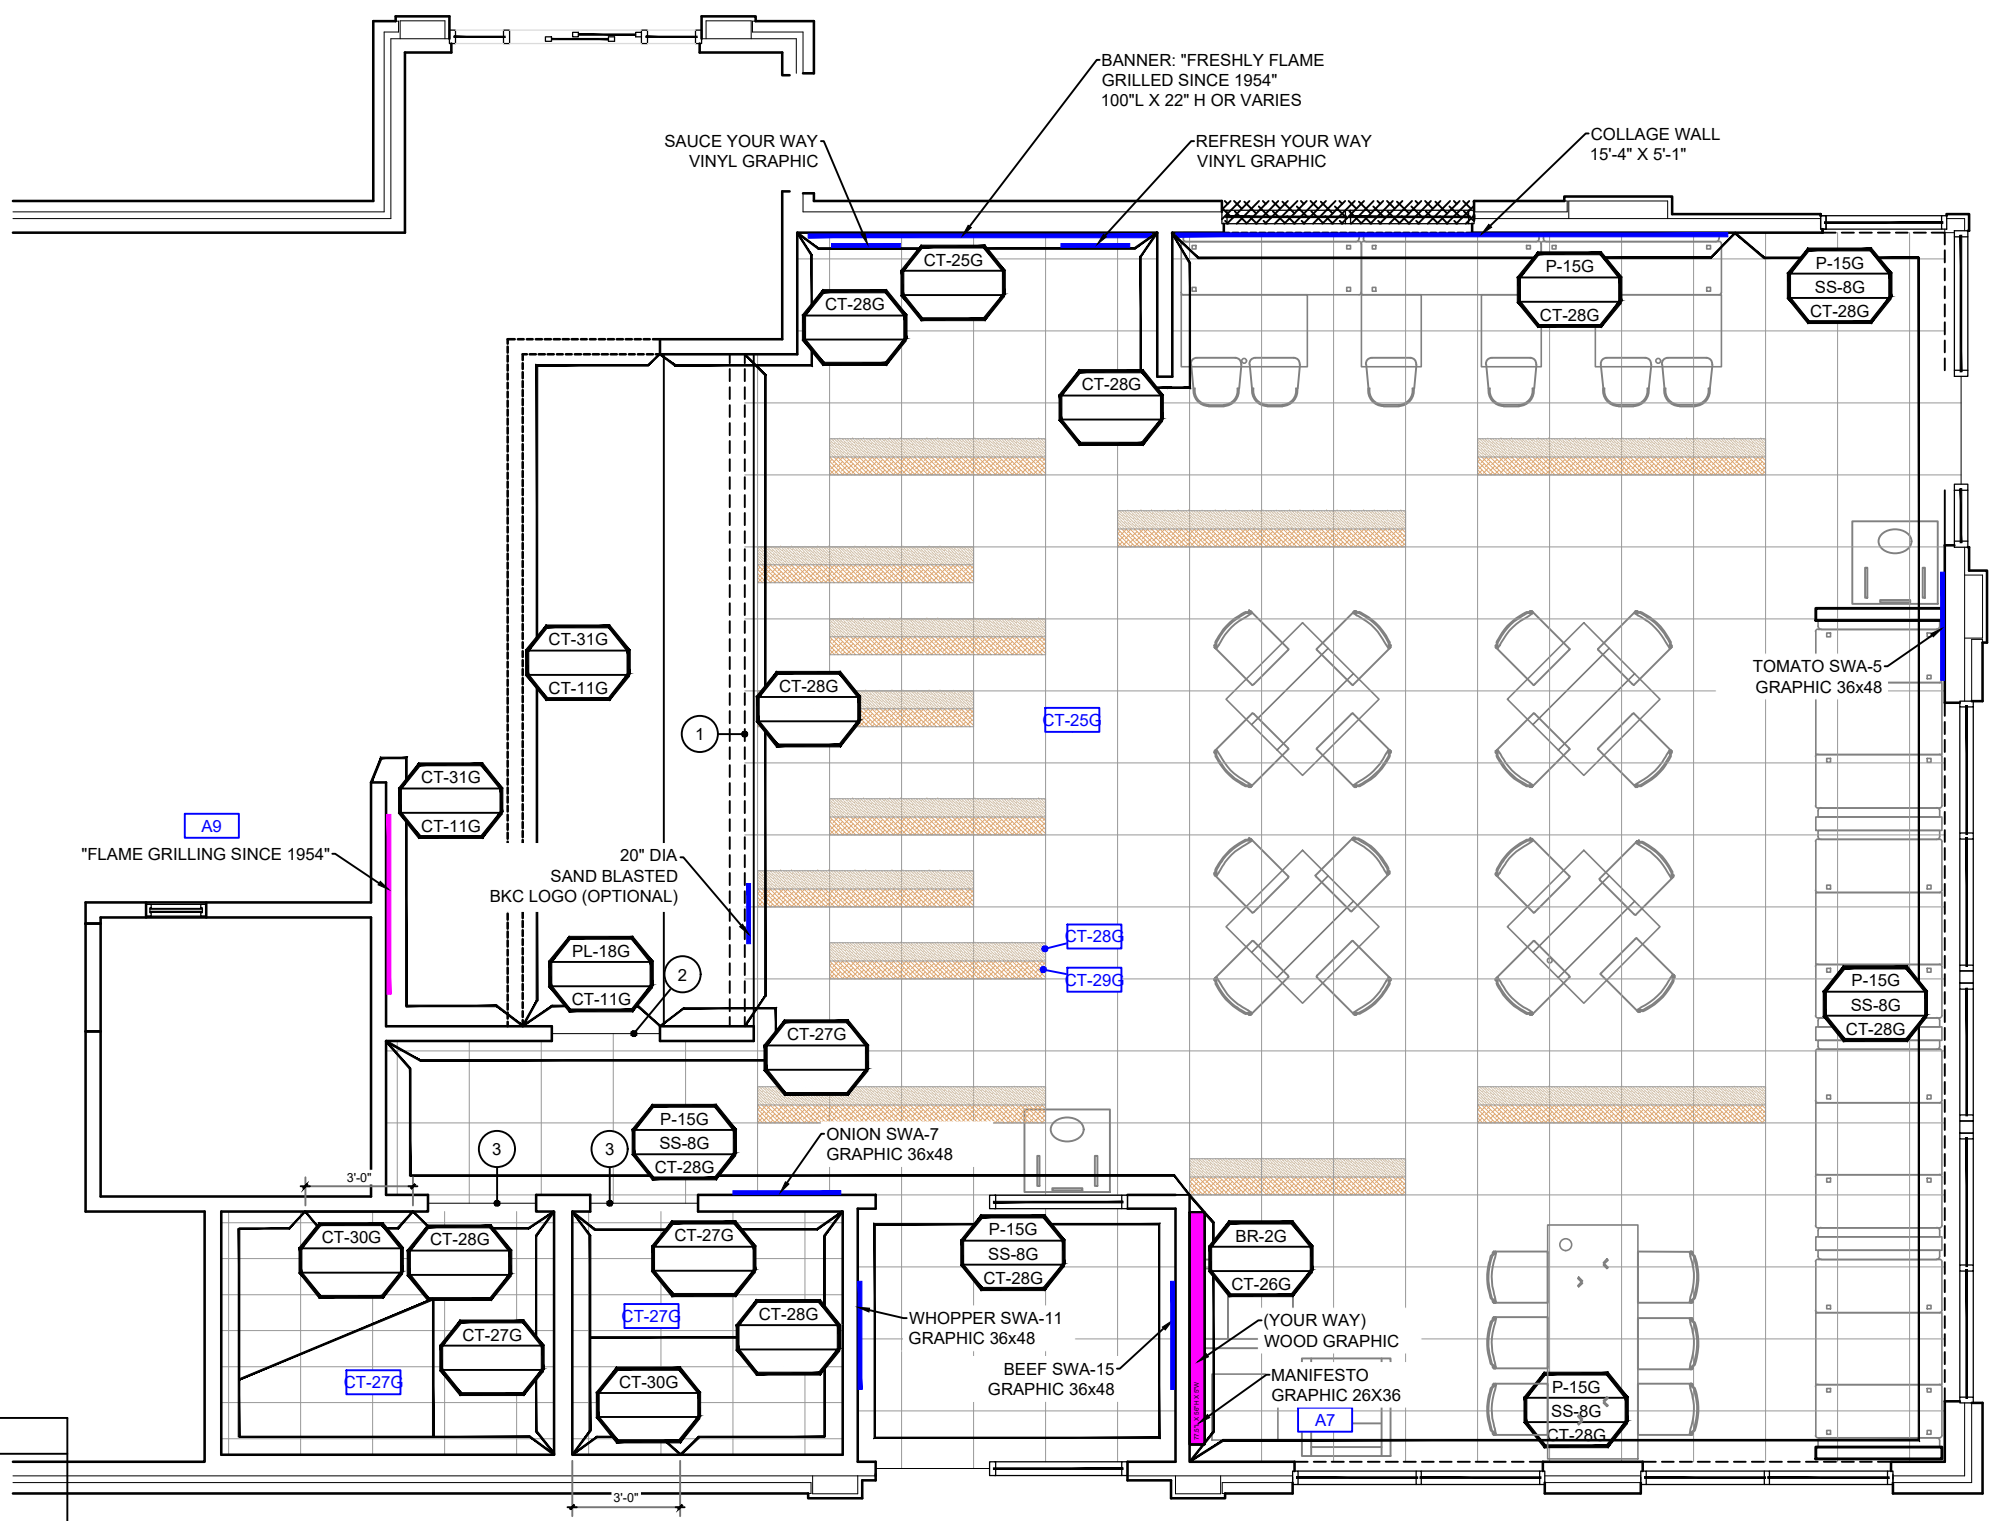 BANNER: "FRESHLY FLAME
GRILLED SINCE 1954"
100"L X 22" H OR VARIES
SAUCE YOUR WAY
VINYL GRAPHIC
REFRESH YOUR WAY
VINYL GRAPHIC
COLLAGE WALL
15'-4" X 5'-1"
CT-25G
CT-28G
P-15G
CT-28G
P-15G
SS-8G
CT-28G
CT-28G
CT-31G
CT-11G
CT-28G
1
CT-25G
TOMATO SWA-5
GRAPHIC 36x48
CT-31G
CT-11G
A9
"FLAME GRILLING SINCE 1954"
20" DIA
SAND BLASTED
BKC LOGO (OPTIONAL)
CT-28G
CT-29G
PL-18G
CT-11G
2
P-15G
SS-8G
CT-28G
CT-27G
P-15G
SS-8G
CT-28G
ONION SWA-7
GRAPHIC 36x48
3
3
3'-0"
CT-30G
CT-28G
CT-27G
P-15G
SS-8G
CT-28G
BR-2G
CT-26G
CT-27G
CT-28G
WHOPPER SWA-11
GRAPHIC 36x48
(YOUR WAY)
WOOD GRAPHIC
CT-27G
CT-27G
CT-30G
BEEF SWA-15
GRAPHIC 36x48
MANIFESTO
GRAPHIC 26X36
A7
P-15G
SS-8G
CT-28G
3'-0"